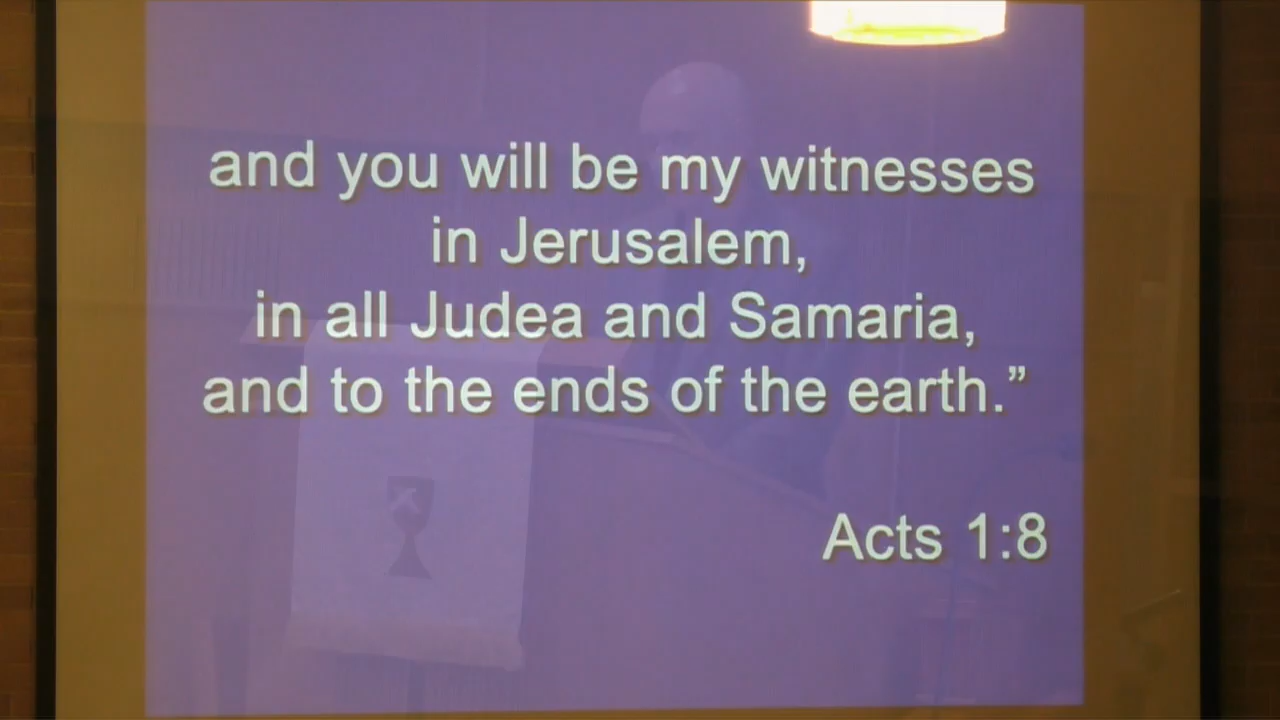 and you will be my witnesses
in Jerusalem,
in all Judea and Samaria,
and to the ends of the earth.”
Acts 1:8